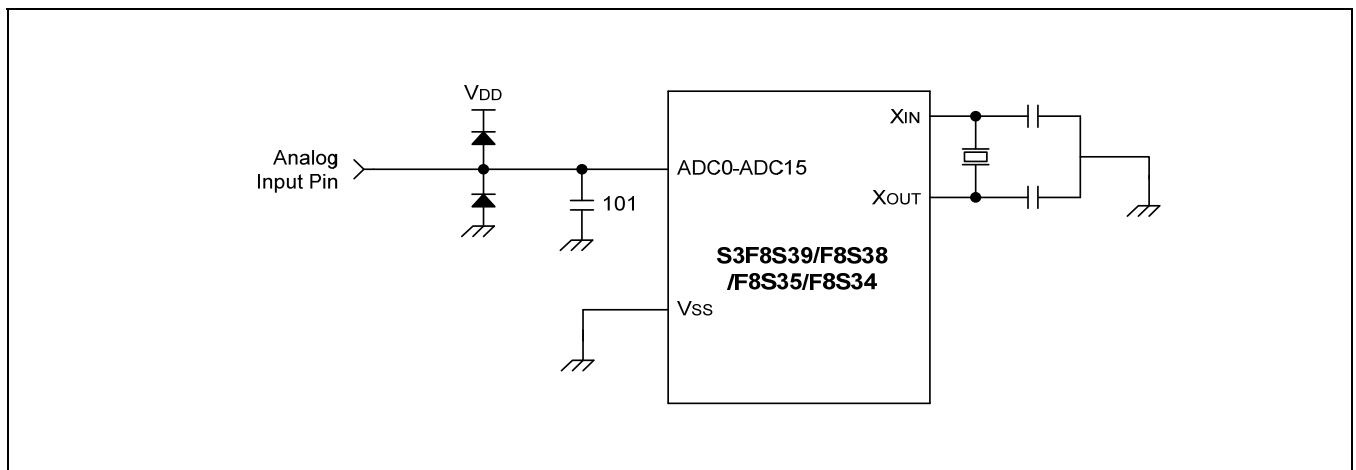 VDD
Analog
Input Pin
ADC0-ADC15
101
XIN
XOUT
S3F8S39/F8S38
/F8S35/F8S34
VSS